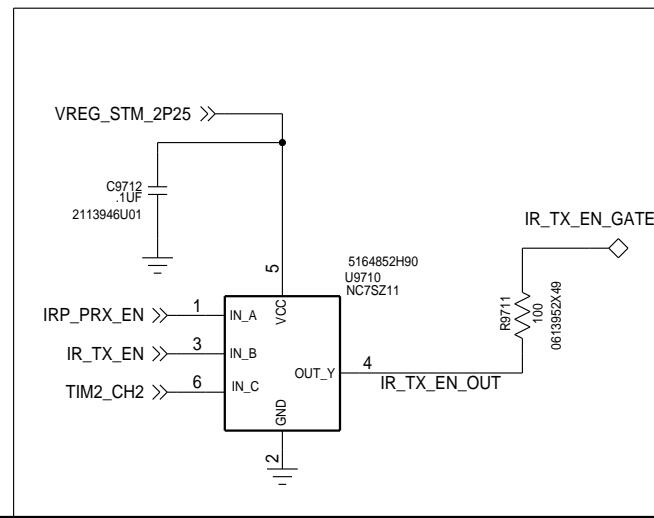 VREG_STM_2P25
C9712
.1UF
2113946U01
IR_TX_EN_GATE
5164852H90
U9710
NC7SZ11
5
VCC
R9711
100
0613952X49
IRP_PRX_EN 1 IN_A
IR_TX_EN 3 IN_B
OUT_Y 4
IR_TX_EN_OUT
TIM2_CH2 6 IN_C
GND
2